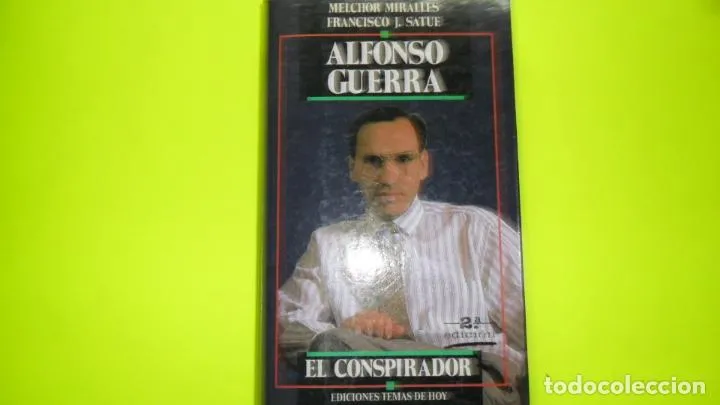 MELCHOR MIRALLES
FRANCISCO J. SATUE
ALFONSO
GUERRA
2.ª
edición
EL CONSPIRADOR
EDICIONES TEMAS DE HOY
todocoleccion